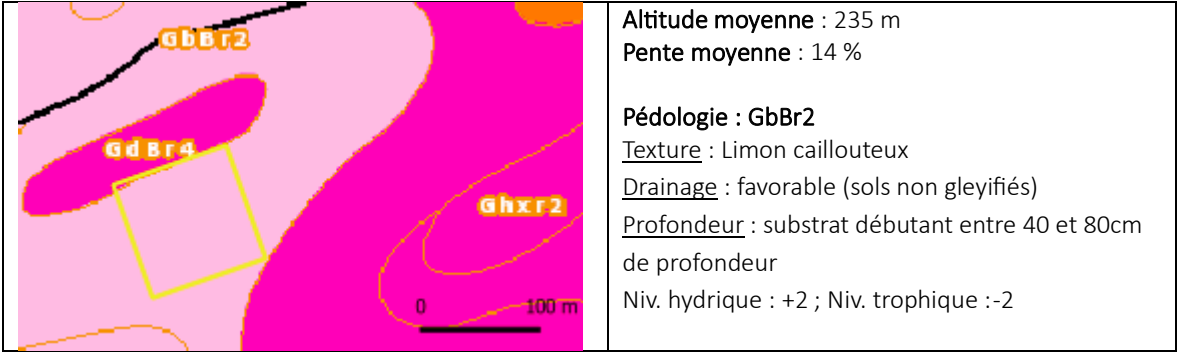 GbBr2
GdBr4
Ghxr2
0 100 m
Altitude moyenne : 235 m
Pente moyenne : 14 %
Pédologie : GbBr2
Texture : Limon caillouteux
Drainage : favorable (sols non gleyifiés)
Profondeur : substrat débutant entre 40 et 80cm
de profondeur
Niv. hydrique : +2 ; Niv. trophique :-2